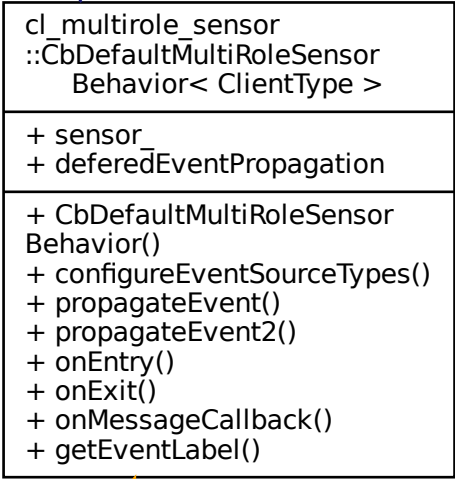 cl_multirole_sensor
::CbDefaultMultiRoleSensor
Behavior< ClientType >
+ sensor_
+ deferedEventPropagation
+ CbDefaultMultiRoleSensor
Behavior()
+ configureEventSourceTypes()
+ propagateEvent()
+ propagateEvent2()
+ onEntry()
+ onExit()
+ onMessageCallback()
+ getEventLabel()